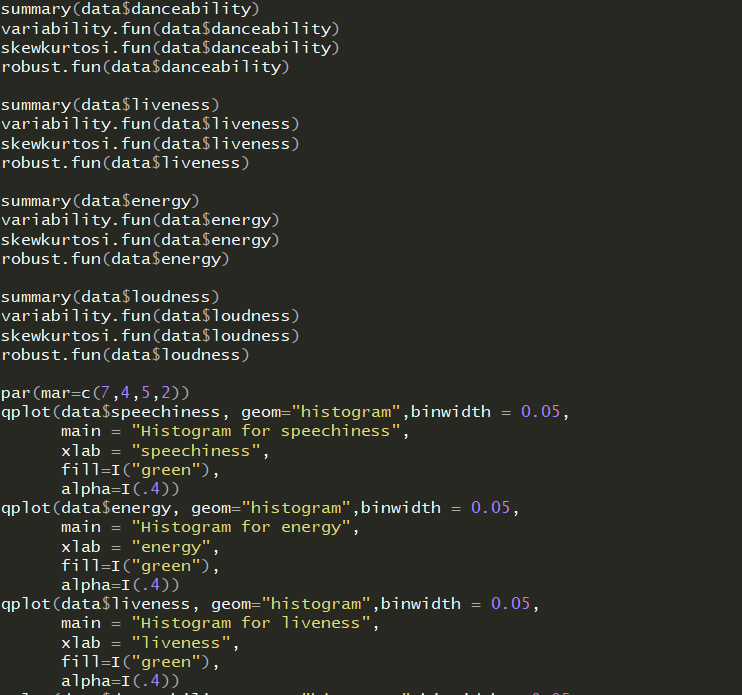 summary(data$danceability)
variability.fun(data$danceability)
skewkurtosi.fun(data$danceability)
robust.fun(data$danceability)
summary(data$liveness)
variability.fun(data$liveness)
skewkurtosi.fun(data$liveness)
robust.fun(data$liveness)
summary(data$energy)
variability.fun(data$energy)
skewkurtosi.fun(data$energy)
robust.fun(data$energy)
summary(data$loudness)
variability.fun(data$loudness)
skewkurtosi.fun(data$loudness)
robust.fun(data$loudness)
par(mar=c(7,4,5,2))
qplot(data$speechiness, geom="histogram",binwidth = 0.05,
main = "Histogram for speechiness",
xlab = "speechiness",
fill=I("green"),
alpha=I(.4))
qplot(data$energy, geom="histogram",binwidth = 0.05,
main = "Histogram for energy",
xlab = "energy",
fill=I("green"),
alpha=I(.4))
qplot(data$liveness, geom="histogram",binwidth = 0.05,
main = "Histogram for liveness",
xlab = "liveness",
fill=I("green"),
alpha=I(.4))